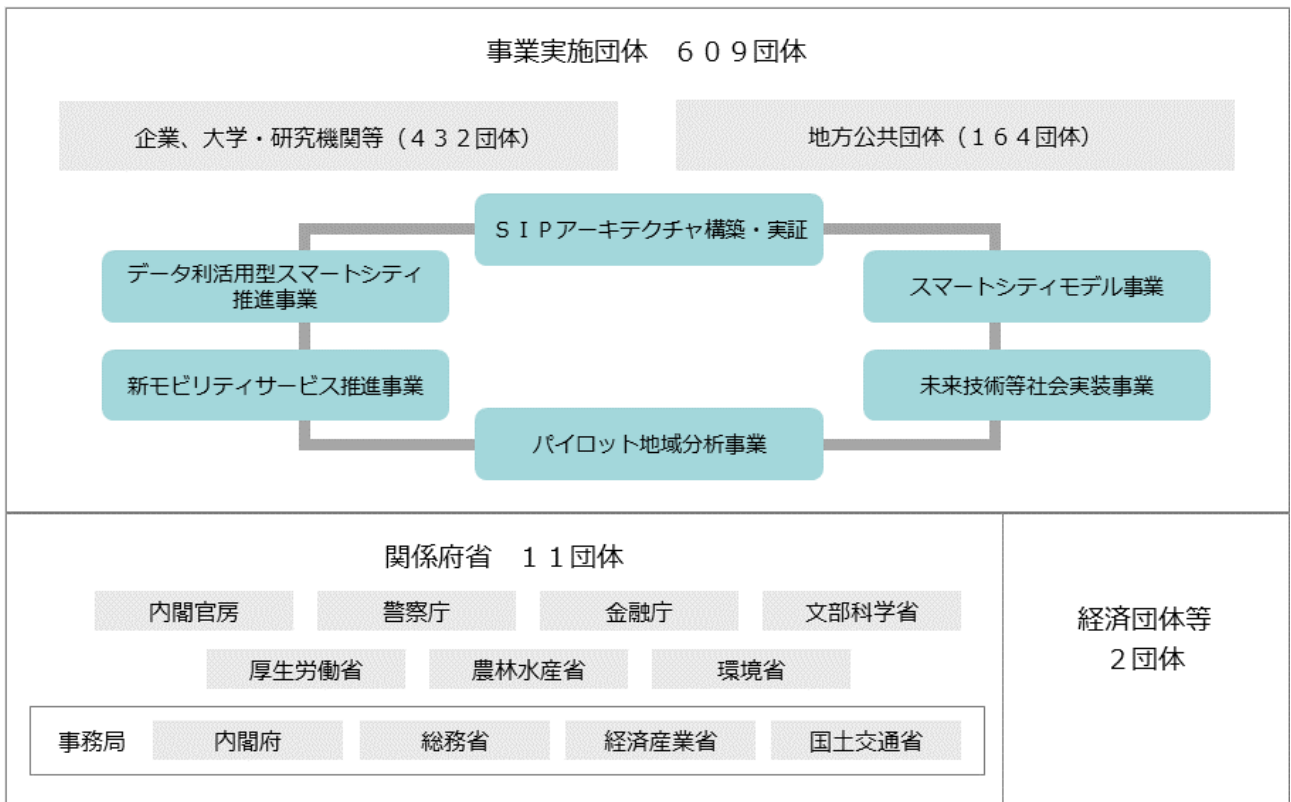 事業実施団体　６０９団体
企業、大学・研究機関等（４３２団体）
地方公共団体（１６４団体）
ＳＩＰアーキテクチャ構築・実証
データ利活用型スマートシティ
推進事業
スマートシティモデル事業
新モビリティサービス推進事業
未来技術等社会実装事業
パイロット地域分析事業
関係府省　１１団体
内閣官房
警察庁
金融庁
文部科学省
厚生労働省
農林水産省
環境省
事務局
内閣府
総務省
経済産業省
国土交通省
経済団体等
２団体